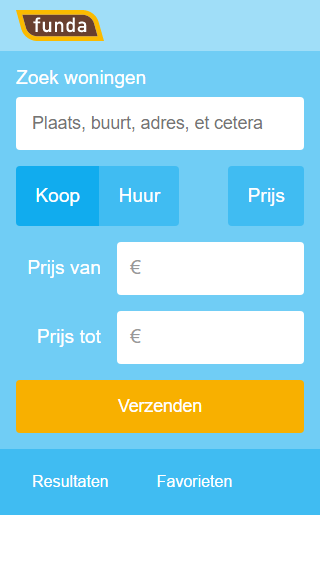 funda
Zoek woningen
Plaats, buurt, adres, et cetera
Koop Huur Prijs
Prijs van €
Prijs tot €
Verzenden
Resultaten Favorieten